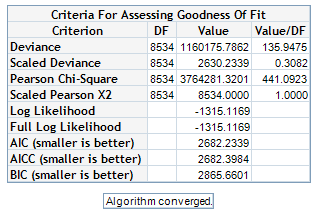 Criteria For Assessing Goodness Of Fit
Criterion DF Value Value/DF
Deviance 8534 1160175.7862 135.9475
Scaled Deviance 8534 2630.2339 0.3082
Pearson Chi-Square 8534 3764281.3201 441.0923
Scaled Pearson X2 8534 8534.0000 1.0000
Log Likelihood -1315.1169
Full Log Likelihood -1315.1169
AIC (smaller is better) 2682.2339
AICC (smaller is better) 2682.3984
BIC (smaller is better) 2865.6601
Algorithm converged.